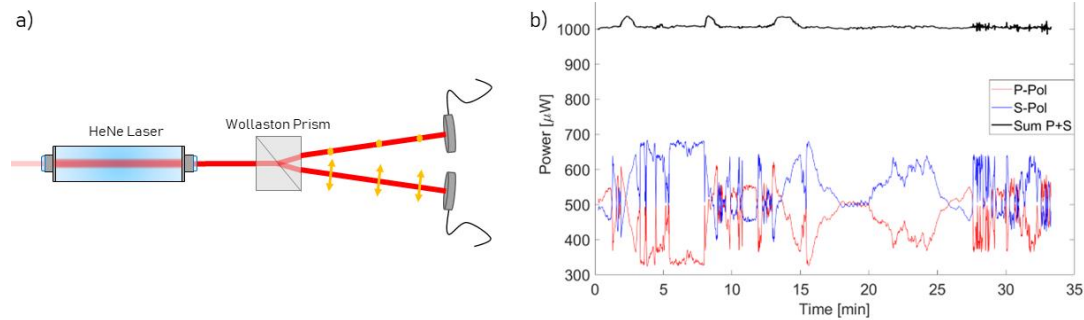 a)
HeNe Laser
Wollaston Prism
b)
Power [μW]
1000
900
800
700
600
500
400
300
P-Pol
S-Pol
Sum P+S
0 5 10 15 20 25 30 35
Time [min]